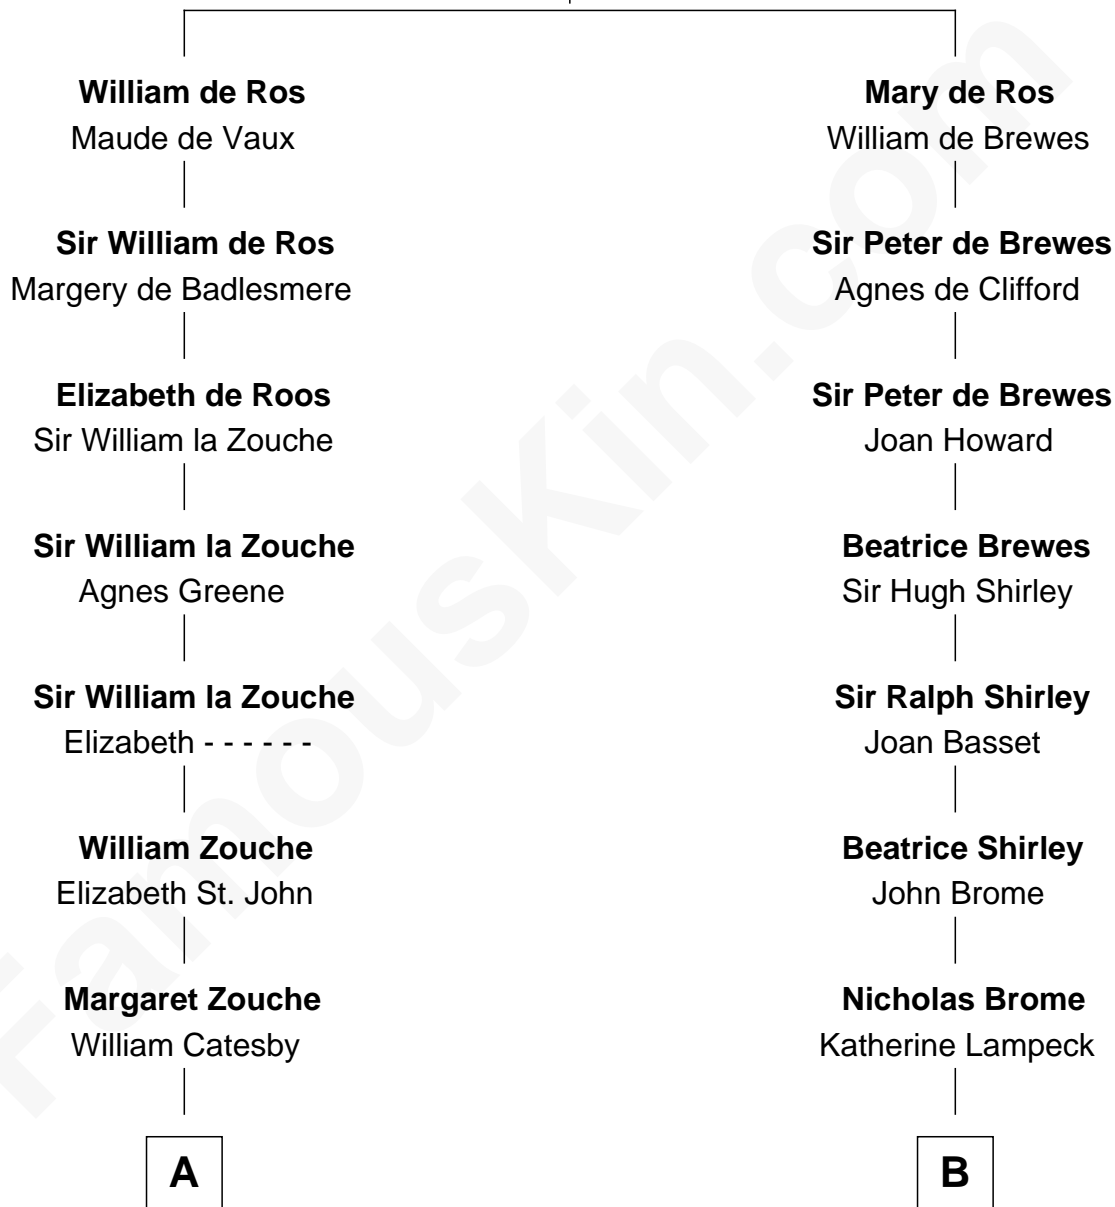 William de Ros
Maude de Vaux
Sir William de Ros
Margery de Badlesmere
Elizabeth de Roos
Sir William la Zouche
Sir William la Zouche
Agnes Greene
Sir William la Zouche
Elizabeth - - - - - -
William Zouche
Elizabeth St. John
Margaret Zouche
William Catesby
A
Mary de Ros
William de Brewes
Sir Peter de Brewes
Agnes de Clifford
Sir Peter de Brewes
Joan Howard
Beatrice Brewes
Sir Hugh Shirley
Sir Ralph Shirley
Joan Basset
Beatrice Shirley
John Brome
Nicholas Brome
Katherine Lampeck
B
FamousKin.com